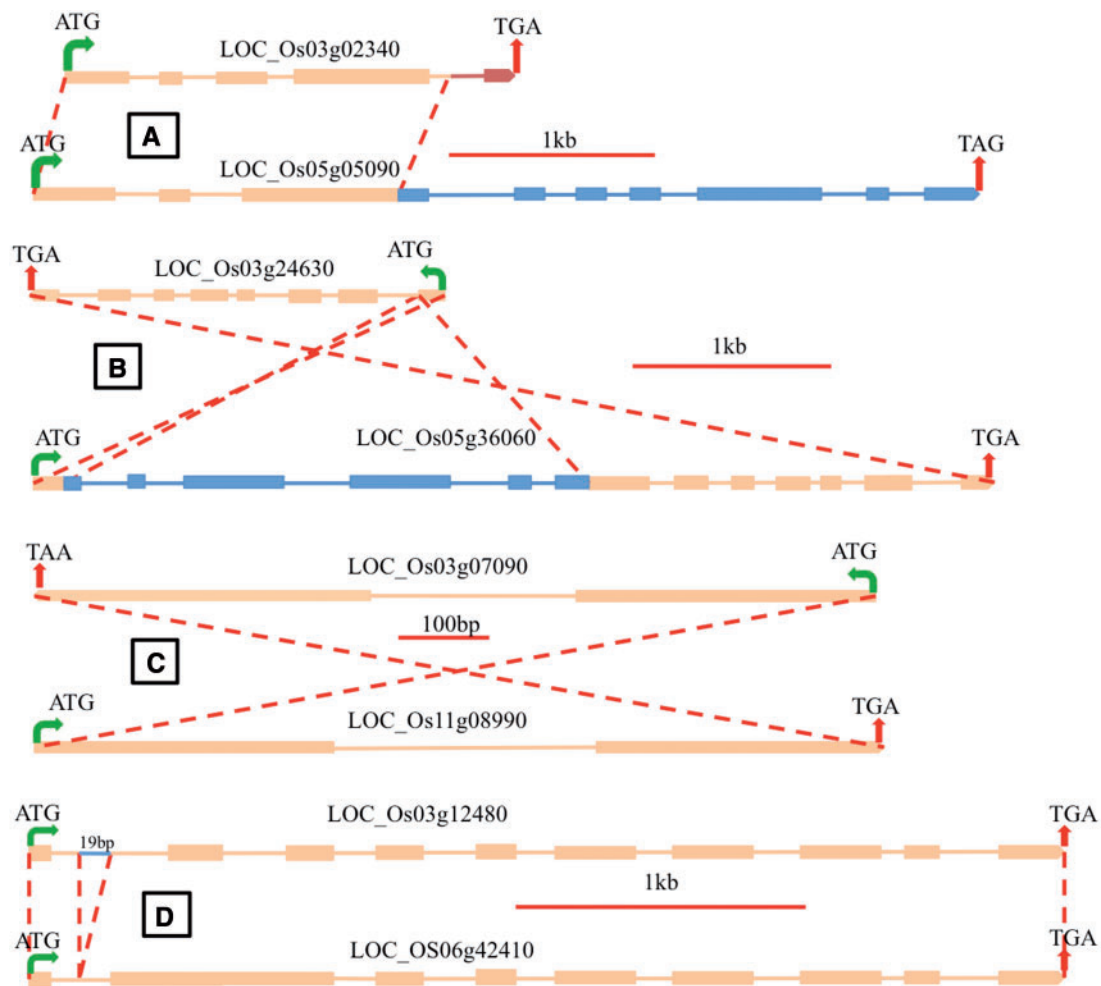 ATG
TGA
LOC_Os03g02340
A
1kb
ATG
LOC_Os05g05090
TAG
TGA
LOC_Os03g24630
ATG
B
1kb
ATG
LOC_Os05g36060
TGA
TAA
LOC_Os03g07090
ATG
100bp
C
ATG
LOC_Os11g08990
TGA
ATG
LOC_Os03g12480
TGA
19bp
1kb
D
ATG
LOC_OS06g42410
TGA